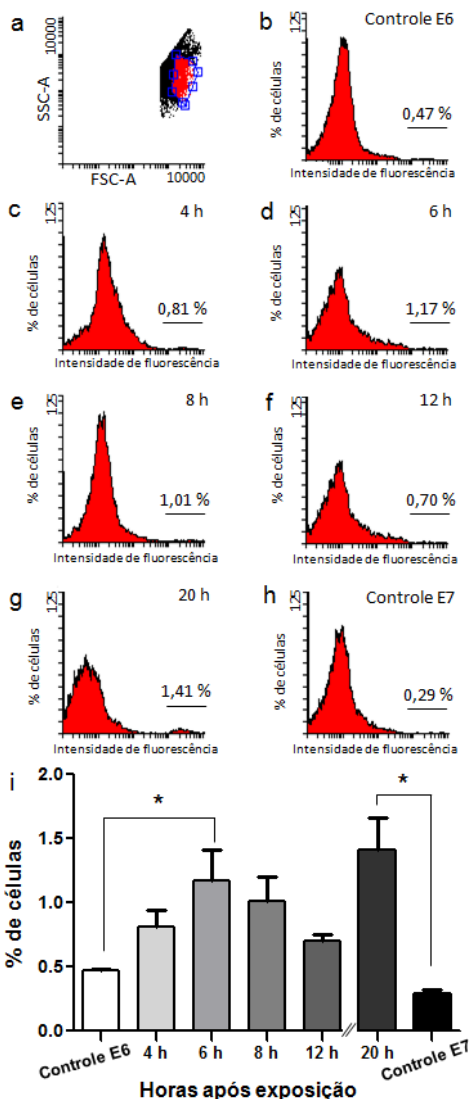 a
10000
SSC-A
FSC-A
10000
b
Controle E6
125
% de células
0,47 %
Intensidade de fluorescência
c
4 h
125
% de células
0,81 %
Intensidade de fluorescência
d
6 h
125
% de células
1,17 %
Intensidade de fluorescência
e
8 h
125
% de células
1,01 %
Intensidade de fluorescência
f
12 h
125
% de células
0,70 %
Intensidade de fluorescência
g
20 h
125
% de células
1,41 %
Intensidade de fluorescência
h
Controle E7
125
% de células
0,29 %
Intensidade de fluorescência
i
% de células
2.0
1.5
1.0
0.5
0.0
*
*
Controle E6
4 h
6 h
8 h
12 h
//
20 h
Controle E7
Horas após exposição